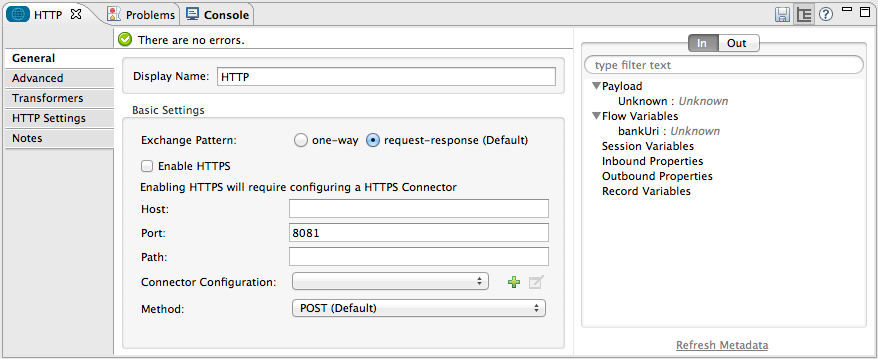 HTTP Problems Console
There are no errors.
General
Advanced
Transformers
HTTP Settings
Notes
Display Name: HTTP
Basic Settings
Exchange Pattern: one-way request-response (Default)
Enable HTTPS
Enabling HTTPS will require configuring a HTTPS Connector
Host:
Port: 8081
Path:
Connector Configuration:
Method: POST (Default)
In Out
type filter text
Payload
Unknown : Unknown
Flow Variables
bankUri : Unknown
Session Variables
Inbound Properties
Outbound Properties
Record Variables
Refresh Metadata